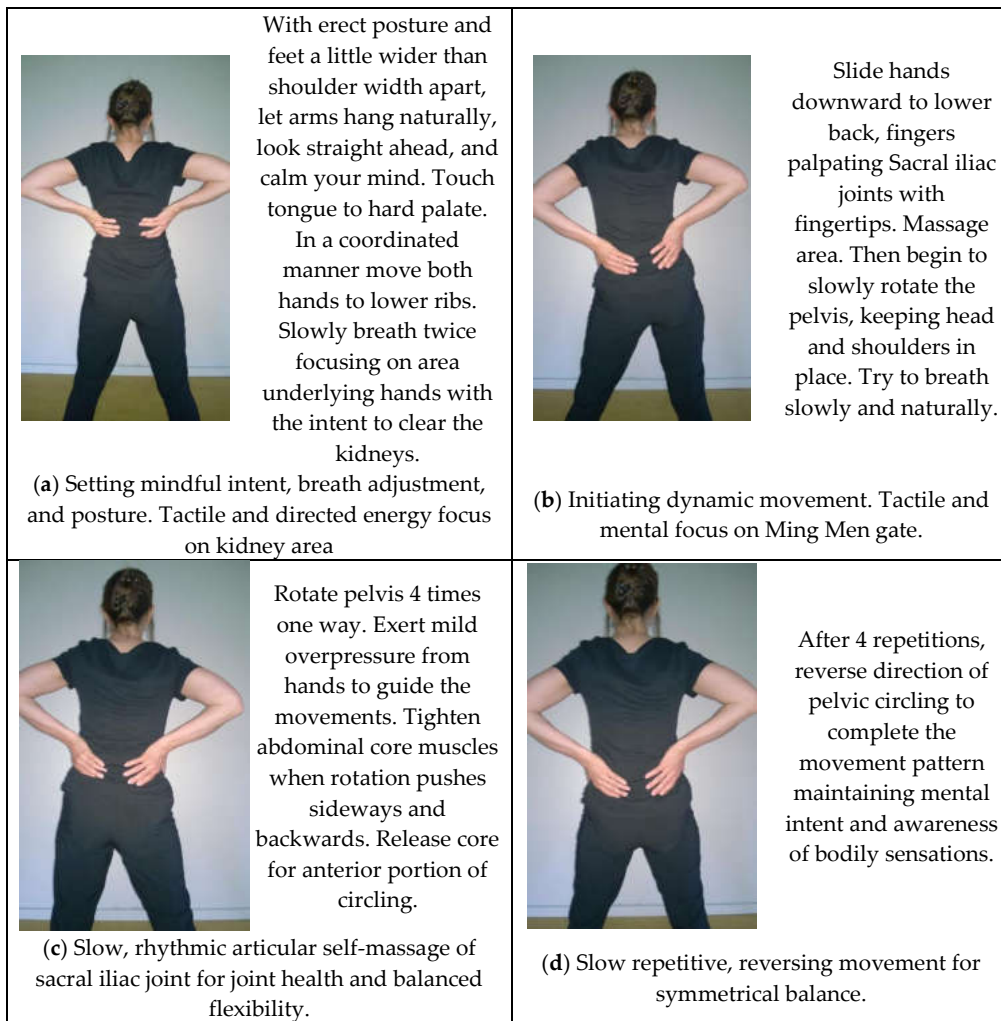 With erect posture and
feet a little wider than
shoulder width apart,
let arms hang naturally,
look straight ahead, and
calm your mind. Touch
tongue to hard palate.
In a coordinated
manner move both
hands to lower ribs.
Slowly breath twice
focusing on area
underlying hands with
the intent to clear the
kidneys.
(a) Setting mindful intent, breath adjustment,
and posture. Tactile and directed energy focus
on kidney area
Slide hands
downward to lower
back, fingers
palpating Sacral iliac
joints with
fingertips. Massage
area. Then begin to
slowly rotate the
pelvis, keeping head
and shoulders in
place. Try to breath
slowly and naturally.
(b) Initiating dynamic movement. Tactile and
mental focus on Ming Men gate.
Rotate pelvis 4 times
one way. Exert mild
overpressure from
hands to guide the
movements. Tighten
abdominal core muscles
when rotation pushes
sideways and
backwards. Release core
for anterior portion of
circling.
(c) Slow, rhythmic articular self-massage of
sacral iliac joint for joint health and balanced
flexibility.
After 4 repetitions,
reverse direction of
pelvic circling to
complete the
movement pattern
maintaining mental
intent and awareness
of bodily sensations.
(d) Slow repetitive, reversing movement for
symmetrical balance.